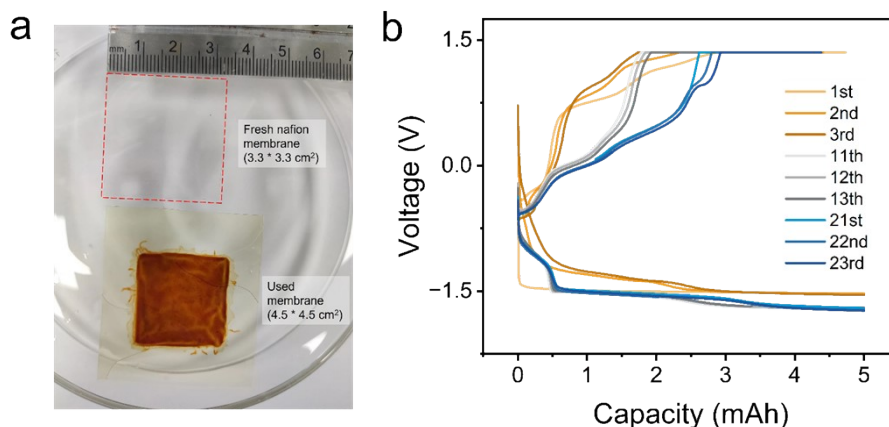 a
mm 1 2 3 4 5 6 7
Fresh nafion
membrane
(3.3 * 3.3 cm²)
Used
membrane
(4.5 * 4.5 cm²)
b
Voltage (V)
1.5
0.0
−1.5
1st
2nd
3rd
11th
12th
13th
21st
22nd
23rd
0 1 2 3 4 5
Capacity (mAh)